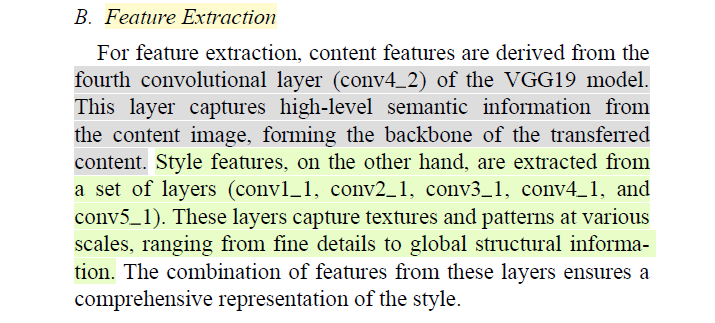 B. Feature Extraction
For feature extraction, content features are derived from the
fourth convolutional layer (conv4_2) of the VGG19 model.
This layer captures high-level semantic information from
the content image, forming the backbone of the transferred
content. Style features, on the other hand, are extracted from
a set of layers (conv1_1, conv2_1, conv3_1, conv4_1, and
conv5_1). These layers capture textures and patterns at various
scales, ranging from fine details to global structural informa-
tion. The combination of features from these layers ensures a
comprehensive representation of the style.